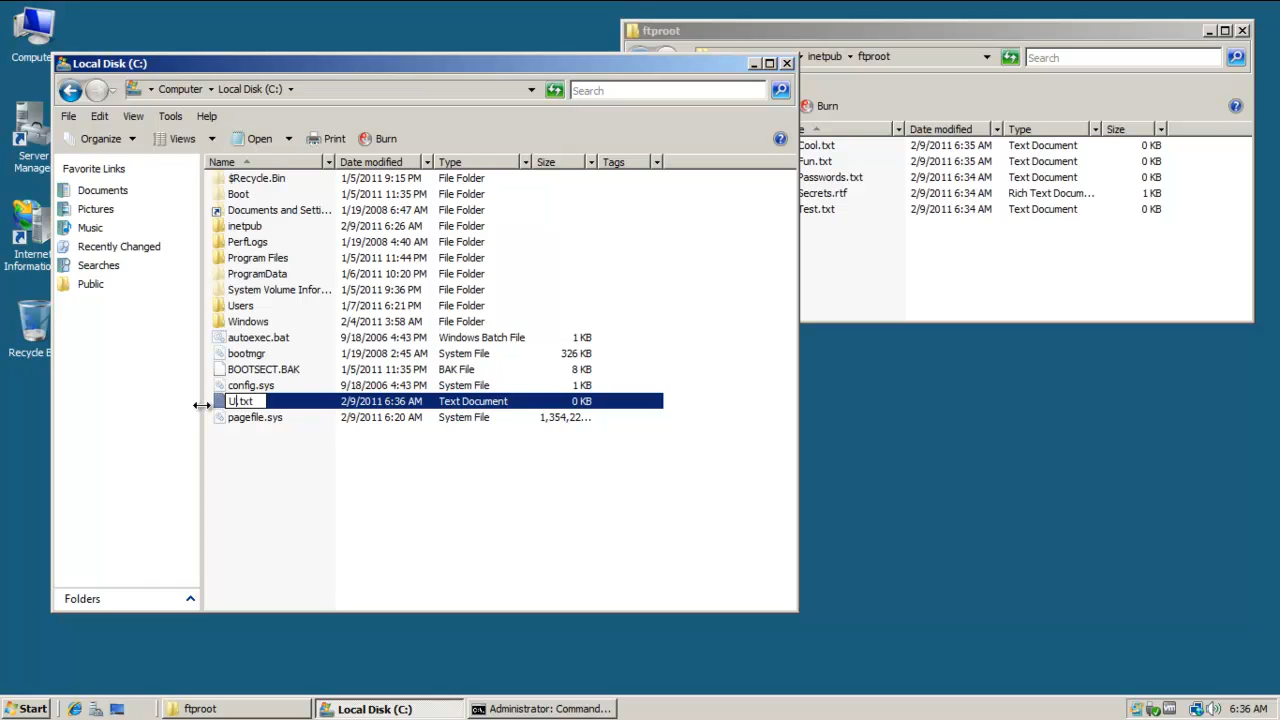 Compute
Server
Manager
Internet
Informatio
Recycle B
ftproot
inetpub ftproot
Search
Burn
e Date modified Type Size
Cool.txt 2/9/2011 6:35 AM Text Document 0 KB
Fun.txt 2/9/2011 6:35 AM Text Document 0 KB
Passwords.txt 2/9/2011 6:34 AM Text Document 0 KB
Secrets.rtf 2/9/2011 6:34 AM Rich Text Docum... 1 KB
Test.txt 2/9/2011 6:34 AM Text Document 0 KB
Local Disk (C:)
Computer Local Disk (C:)
Search
File Edit View Tools Help
Organize Views Open Print Burn
Favorite Links
Documents
Pictures
Music
Recently Changed
Searches
Public
Folders
Name Date modified Type Size Tags
$Recycle.Bin 1/5/2011 9:15 PM File Folder
Boot 1/5/2011 11:35 PM File Folder
Documents and Setti... 1/19/2008 6:47 AM File Folder
inetpub 2/9/2011 6:26 AM File Folder
PerfLogs 1/19/2008 4:40 AM File Folder
Program Files 1/5/2011 11:44 PM File Folder
ProgramData 1/6/2011 10:20 PM File Folder
System Volume Infor... 1/5/2011 9:36 PM File Folder
Users 1/7/2011 6:21 PM File Folder
Windows 2/4/2011 3:58 AM File Folder
autoexec.bat 9/18/2006 4:43 PM Windows Batch File 1 KB
bootmgr 1/19/2008 2:45 AM System File 326 KB
BOOTSECT.BAK 1/5/2011 11:35 PM BAK File 8 KB
config.sys 9/18/2006 4:43 PM System File 1 KB
U.txt 2/9/2011 6:36 AM Text Document 0 KB
pagefile.sys 2/9/2011 6:20 AM System File 1,354,22...
Start ftproot Local Disk (C:) Administrator: Command... 6:36 AM